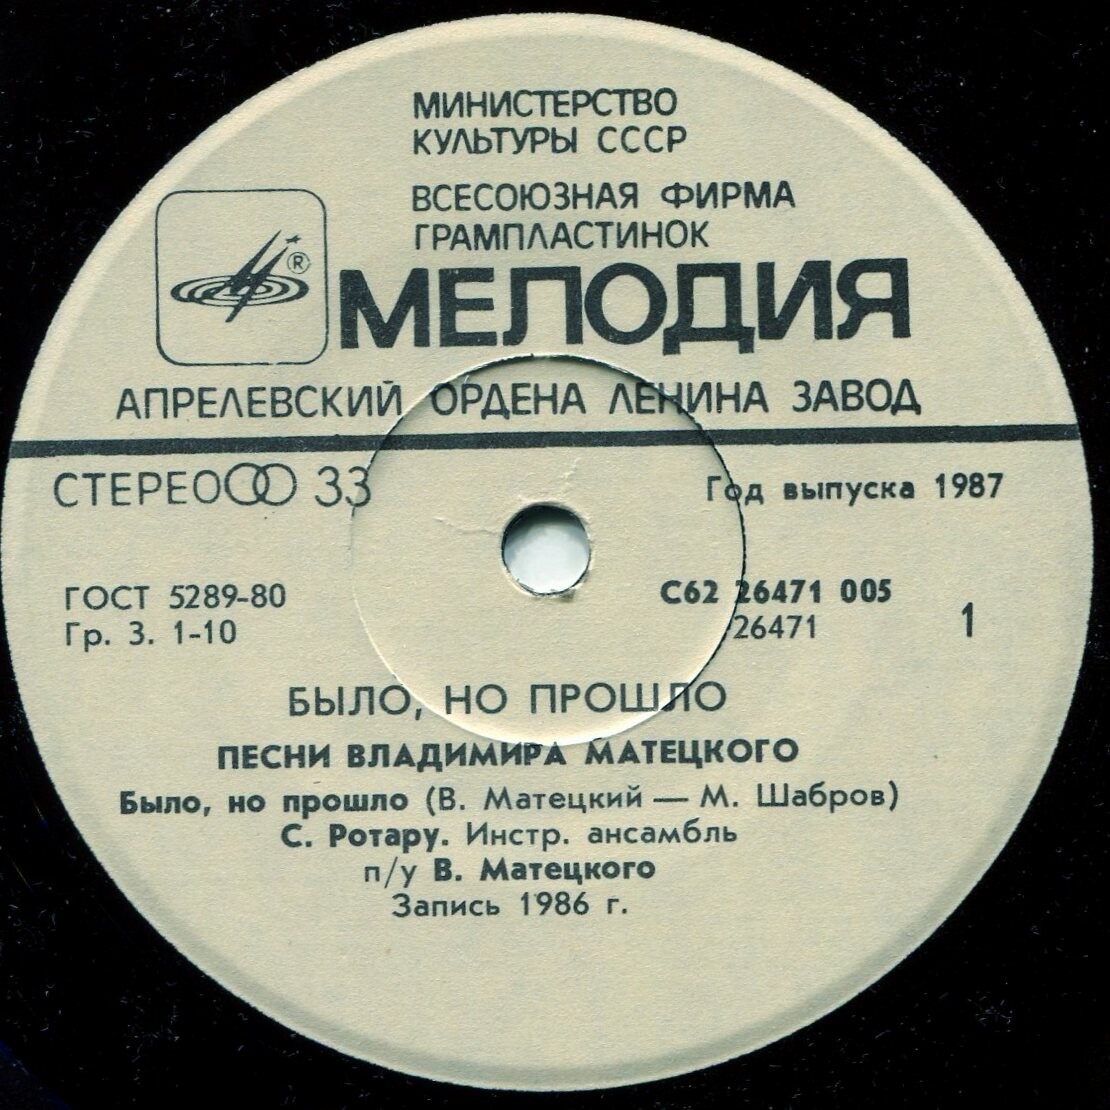 МИНИСТЕРСТВО
КУЛЬТУРЫ СССР
ВСЕСОЮЗНАЯ ФИРМА
ГРАМПЛАСТИНОК
®
МЕЛОДИЯ
АПРЕЛЕВСКИЙ ОРДЕНА ЛЕНИНА ЗАВОД
СТЕРЕО 33
Год выпуска 1987
ГОСТ 5289-80
Гр. 3. 1-10
С62 26471 005
26471
1
БЫЛО, НО ПРОШЛО
ПЕСНИ ВЛАДИМИРА МАТЕЦКОГО
Было, но прошло (В. Матецкий — М. Шабров)
С. Ротару. Инстр. ансамбль
п/у В. Матецкого
Запись 1986 г.